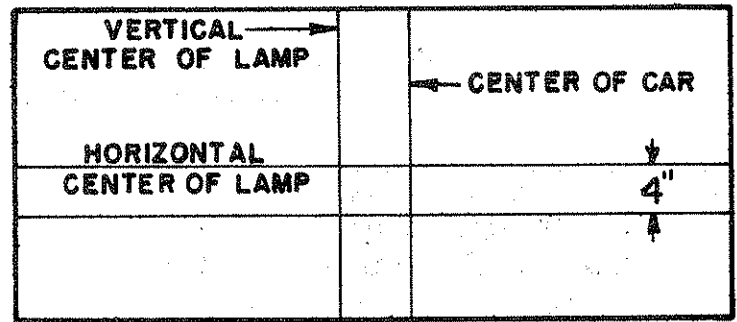 VERTICAL
CENTER OF LAMP
CENTER OF CAR
HORIZONTAL
CENTER OF LAMP
4"